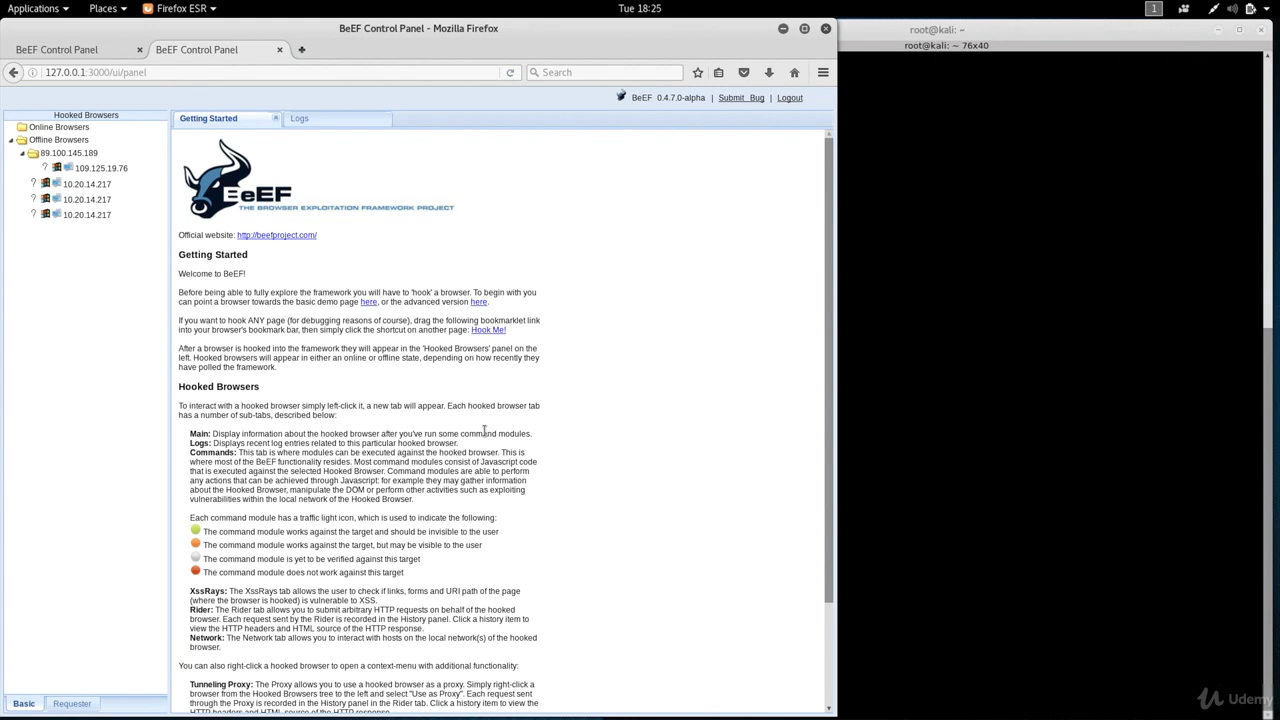 Applications Places Firefox ESR Tue 18:25 1
BeEF Control Panel - Mozilla Firefox
root@kali: ~
root@kali: ~ 76x40
BeEF Control Panel BeEF Control Panel
127.0.0.1:3000/ui/panel Search
BeEF 0.4.7.0-alpha | Submit Bug | Logout
Hooked Browsers
Online Browsers
Offline Browsers
89.100.145.189
109.125.19.76
10.20.14.217
10.20.14.217
10.20.14.217
Basic Requester
Getting Started Logs
BeEF
THE BROWSER EXPLOITATION FRAMEWORK PROJECT
Official website: http://beefproject.com/
Getting Started
Welcome to BeEF!
Before being able to fully explore the framework you will have to 'hook' a browser. To begin with you
can point a browser towards the basic demo page here, or the advanced version here.
If you want to hook ANY page (for debugging reasons of course), drag the following bookmarklet link
into your browser's bookmark bar, then simply click the shortcut on another page: Hook Me!
After a browser is hooked into the framework they will appear in the 'Hooked Browsers' panel on the
left. Hooked browsers will appear in either an online or offline state, depending on how recently they
have polled the framework.
Hooked Browsers
To interact with a hooked browser simply left-click it, a new tab will appear. Each hooked browser tab
has a number of sub-tabs, described below:
Main: Display information about the hooked browser after you've run some command modules.
Logs: Displays recent log entries related to this particular hooked browser.
Commands: This tab is where modules can be executed against the hooked browser. This is
where most of the BeEF functionality resides. Most command modules consist of Javascript code
that is executed against the selected Hooked Browser. Command modules are able to perform
any actions that can be achieved through Javascript: for example they may gather information
about the Hooked Browser, manipulate the DOM or perform other activities such as exploiting
vulnerabilities within the local network of the Hooked Browser.
Each command module has a traffic light icon, which is used to indicate the following:
The command module works against the target and should be invisible to the user
The command module works against the target, but may be visible to the user
The command module is yet to be verified against this target
The command module does not work against this target
XssRays: The XssRays tab allows the user to check if links, forms and URI path of the page
(where the browser is hooked) is vulnerable to XSS.
Rider: The Rider tab allows you to submit arbitrary HTTP requests on behalf of the hooked
browser. Each request sent by the Rider is recorded in the History panel. Click a history item to
view the HTTP headers and HTML source of the HTTP response.
Network: The Network tab allows you to interact with hosts on the local network(s) of the hooked
browser.
You can also right-click a hooked browser to open a context-menu with additional functionality:
Tunneling Proxy: The Proxy allows you to use a hooked browser as a proxy. Simply right-click a
browser from the Hooked Browsers tree to the left and select "Use as Proxy". Each request sent
through the Proxy is recorded in the History panel in the Rider tab. Click a history item to view the
HTTP headers and HTML source of the HTTP response.
Udemy